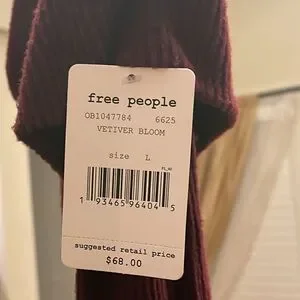 free people
OB1047784 6625
VETIVER BLOOM
size L
1 93465 96404 5
suggested retail price
$68.00